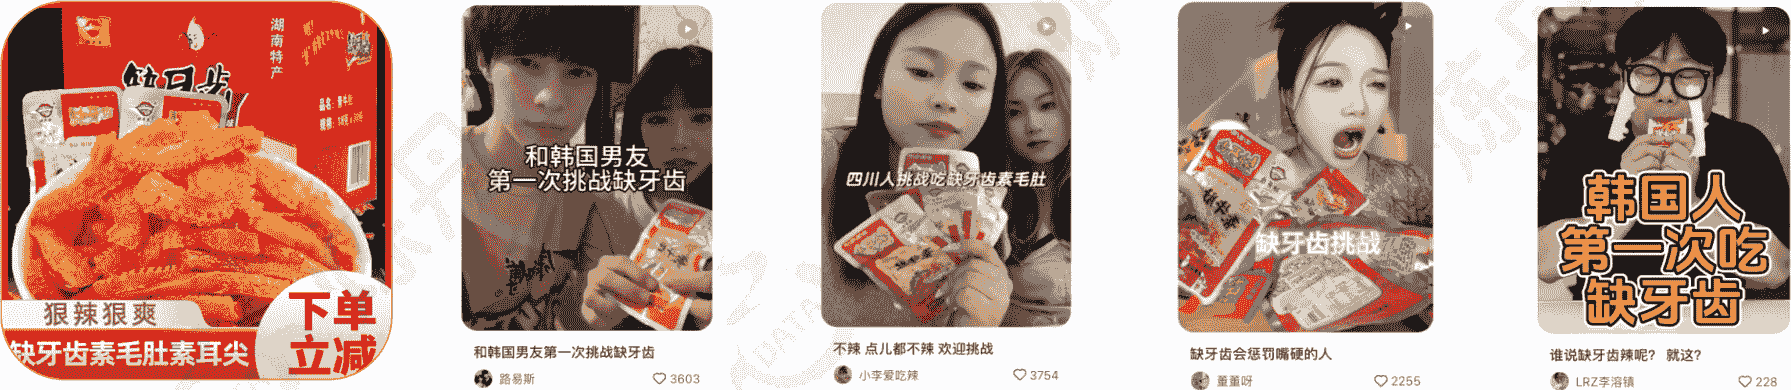 湖南特产
缺牙齿
狠辣狠爽
缺牙齿素毛肚素耳尖
下单
立减
和韩国男友
第一次挑战缺牙齿
和韩国男友第一次挑战缺牙齿
路易斯
3603
四川人挑战吃缺牙齿素毛肚
不辣 点儿都不辣 欢迎挑战
小李爱吃辣
3754
缺牙齿挑战
缺牙齿会惩罚嘴硬的人
董董呀
2255
韩国人
第一次吃
缺牙齿
谁说缺牙齿辣呢？ 就这？
LRZ李溶镇
228